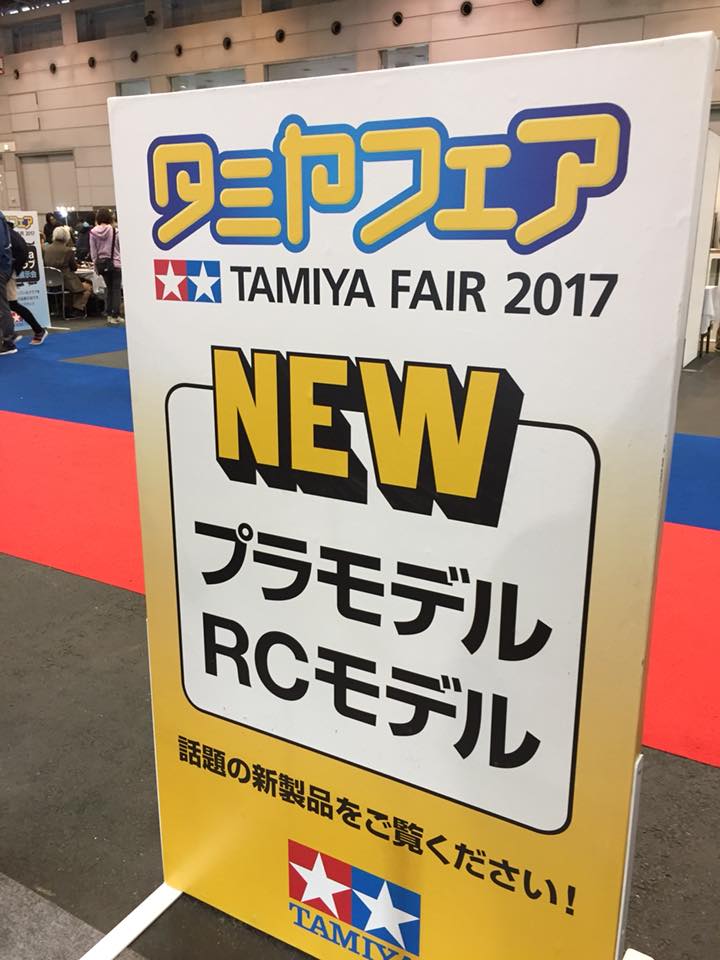 タミヤフェア
TAMIYA FAIR 2017
NEW
プラモデル
RCモデル
話題の新製品をご覧ください!
TAMIYA